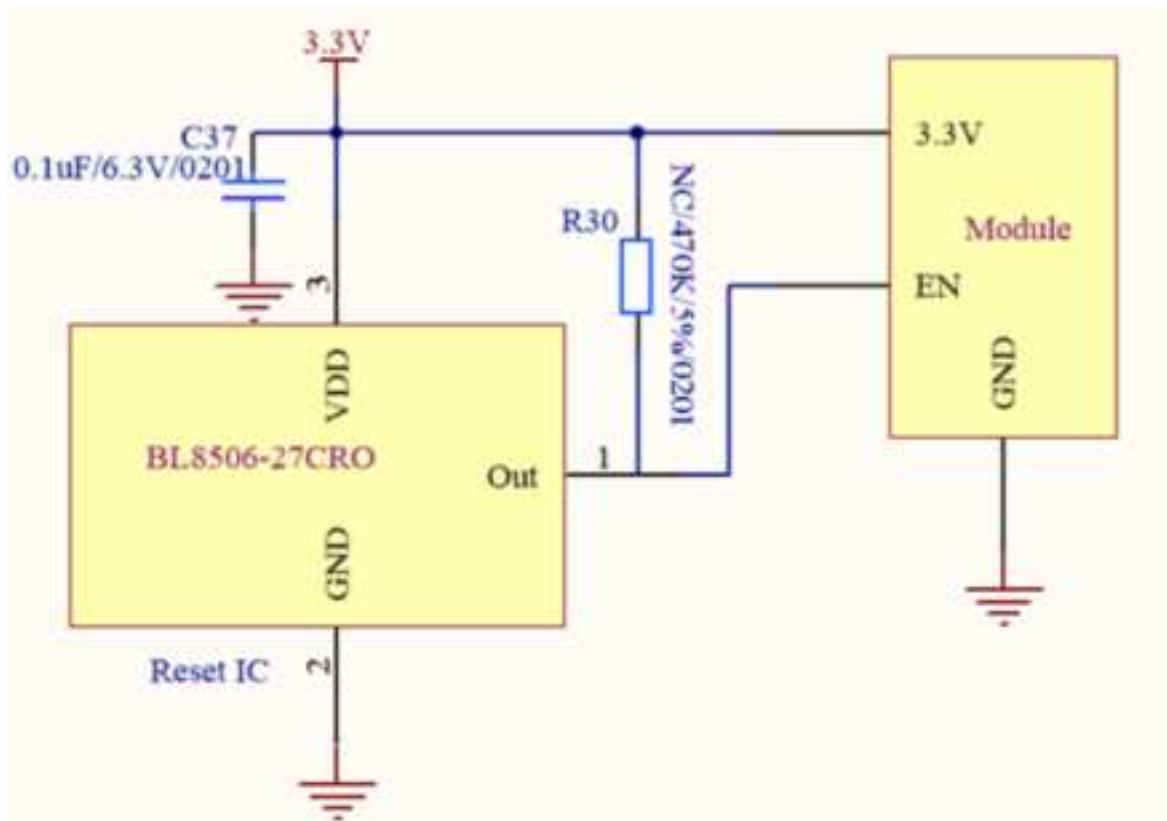 3.3V
C37
0.1uF/6.3V/0201
3.3V
R30
NC/470K/5%/0201
Module
EN
3
GND
VDD
BL8506-27CRO
Out
1
GND
Reset IC
2